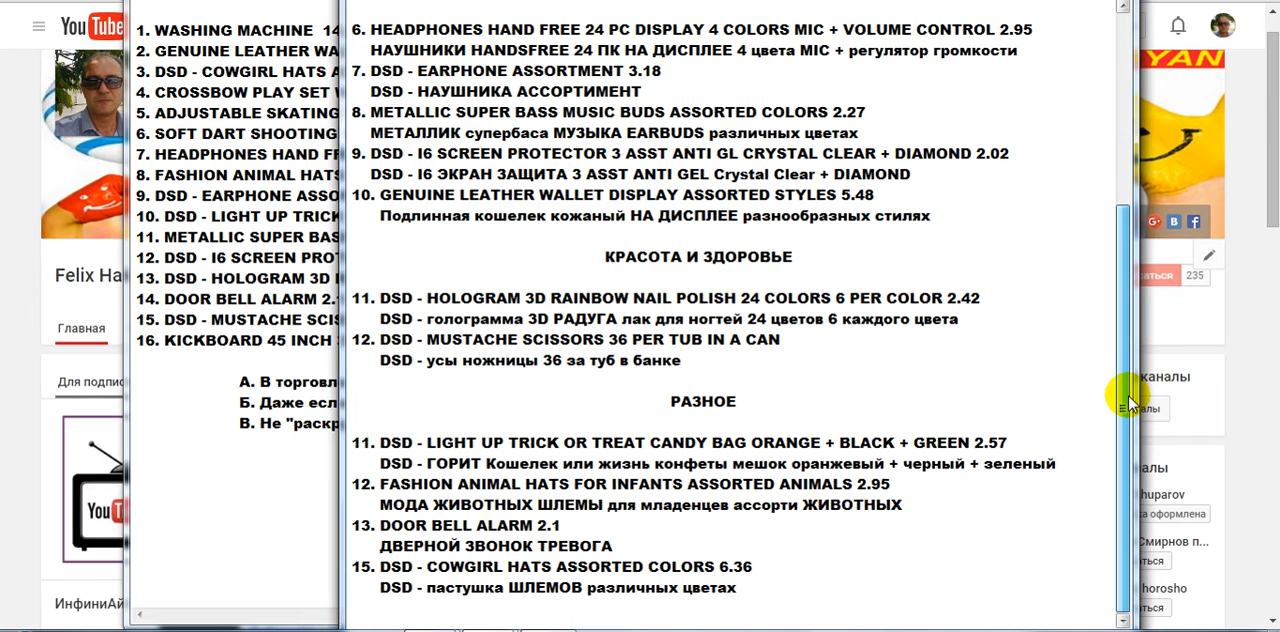 YouTube
Felix Ha
Главная
Для подпис
You
ИнфиниАй
1. WASHING MACHINE 14
2. GENUINE LEATHER WA
3. DSD - COWGIRL HATS A
4. CROSSBOW PLAY SET
5. ADJUSTABLE SKATING
6. SOFT DART SHOOTING
7. HEADPHONES HAND FR
8. FASHION ANIMAL HATS
9. DSD - EARPHONE ASSO
10. DSD - LIGHT UP TRICK
11. METALLIC SUPER BAS
12. DSD - I6 SCREEN PRO
13. DSD - HOLOGRAM 3D
14. DOOR BELL ALARM 2.
15. DSD - MUSTACHE SCIS
16. KICKBOARD 45 INCH
А. В торговл
Б. Даже есл
В. Не "раскр
6. HEADPHONES HAND FREE 24 PC DISPLAY 4 COLORS MIC + VOLUME CONTROL 2.95
НАУШНИКИ HANDSFREE 24 ПК НА ДИСПЛЕЕ 4 цвета MIC + регулятор громкости
7. DSD - EARPHONE ASSORTMENT 3.18
DSD - НАУШНИКА АССОРТИМЕНТ
8. METALLIC SUPER BASS MUSIC BUDS ASSORTED COLORS 2.27
МЕТАЛЛИК супербаса МУЗЫКА EARBUDS различных цветах
9. DSD - I6 SCREEN PROTECTOR 3 ASST ANTI GL CRYSTAL CLEAR + DIAMOND 2.02
DSD - I6 ЭКРАН ЗАЩИТА 3 ASST ANTI GEL Crystal Clear + DIAMOND
10. GENUINE LEATHER WALLET DISPLAY ASSORTED STYLES 5.48
Подлинная кошелек кожаный НА ДИСПЛЕЕ разнообразных стилях
КРАСОТА И ЗДОРОВЬЕ
11. DSD - HOLOGRAM 3D RAINBOW NAIL POLISH 24 COLORS 6 PER COLOR 2.42
DSD - голограмма 3D РАДУГА лак для ногтей 24 цветов 6 каждого цвета
12. DSD - MUSTACHE SCISSORS 36 PER TUB IN A CAN
DSD - усы ножницы 36 за туб в банке
РАЗНОЕ
11. DSD - LIGHT UP TRICK OR TREAT CANDY BAG ORANGE + BLACK + GREEN 2.57
DSD - ГОРИТ Кошелек или жизнь конфеты мешок оранжевый + черный + зеленый
12. FASHION ANIMAL HATS FOR INFANTS ASSORTED ANIMALS 2.95
МОДА ЖИВОТНЫХ ШЛЕМЫ для младенцев ассорти ЖИВОТНЫХ
13. DOOR BELL ALARM 2.1
ДВЕРНОЙ ЗВОНОК ТРЕВОГА
15. DSD - COWGIRL HATS ASSORTED COLORS 6.36
DSD - пастушка ШЛЕМОВ различных цветах
YAN
G+ B f
саться 235
каналы
алы
алы
huparov
ка оформлена
Смирнов п...
ться
horosho
ться